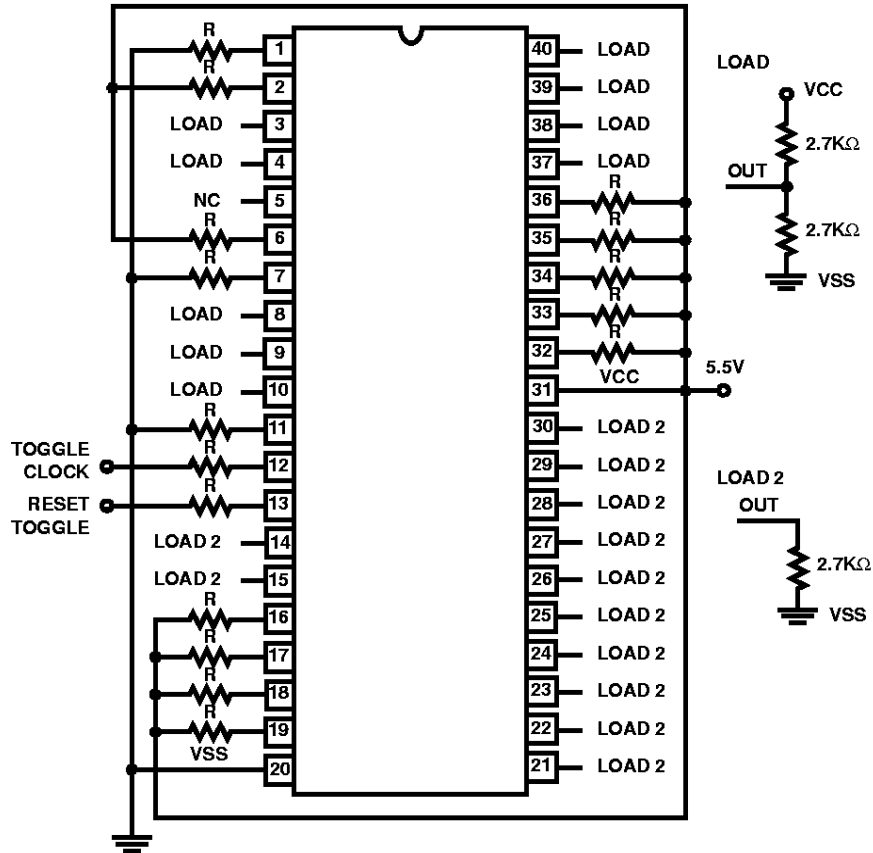 R
1
R
2
LOAD 3
LOAD 4
NC 5
R
6
R
7
LOAD 8
LOAD 9
LOAD 10
R
11
TOGGLE
CLOCK
R
12
RESET
TOGGLE
R
13
LOAD 2 14
LOAD 2 15
R
16
R
17
R
18
R
19
VSS
20
40 LOAD
39 LOAD
38 LOAD
37 LOAD
R
36
R
35
R
34
R
33
R
32
VCC
31
5.5V
30 LOAD 2
29 LOAD 2
28 LOAD 2
27 LOAD 2
26 LOAD 2
25 LOAD 2
24 LOAD 2
23 LOAD 2
22 LOAD 2
21 LOAD 2
LOAD
VCC
2.7KΩ
OUT
2.7KΩ
VSS
LOAD 2
OUT
2.7KΩ
VSS